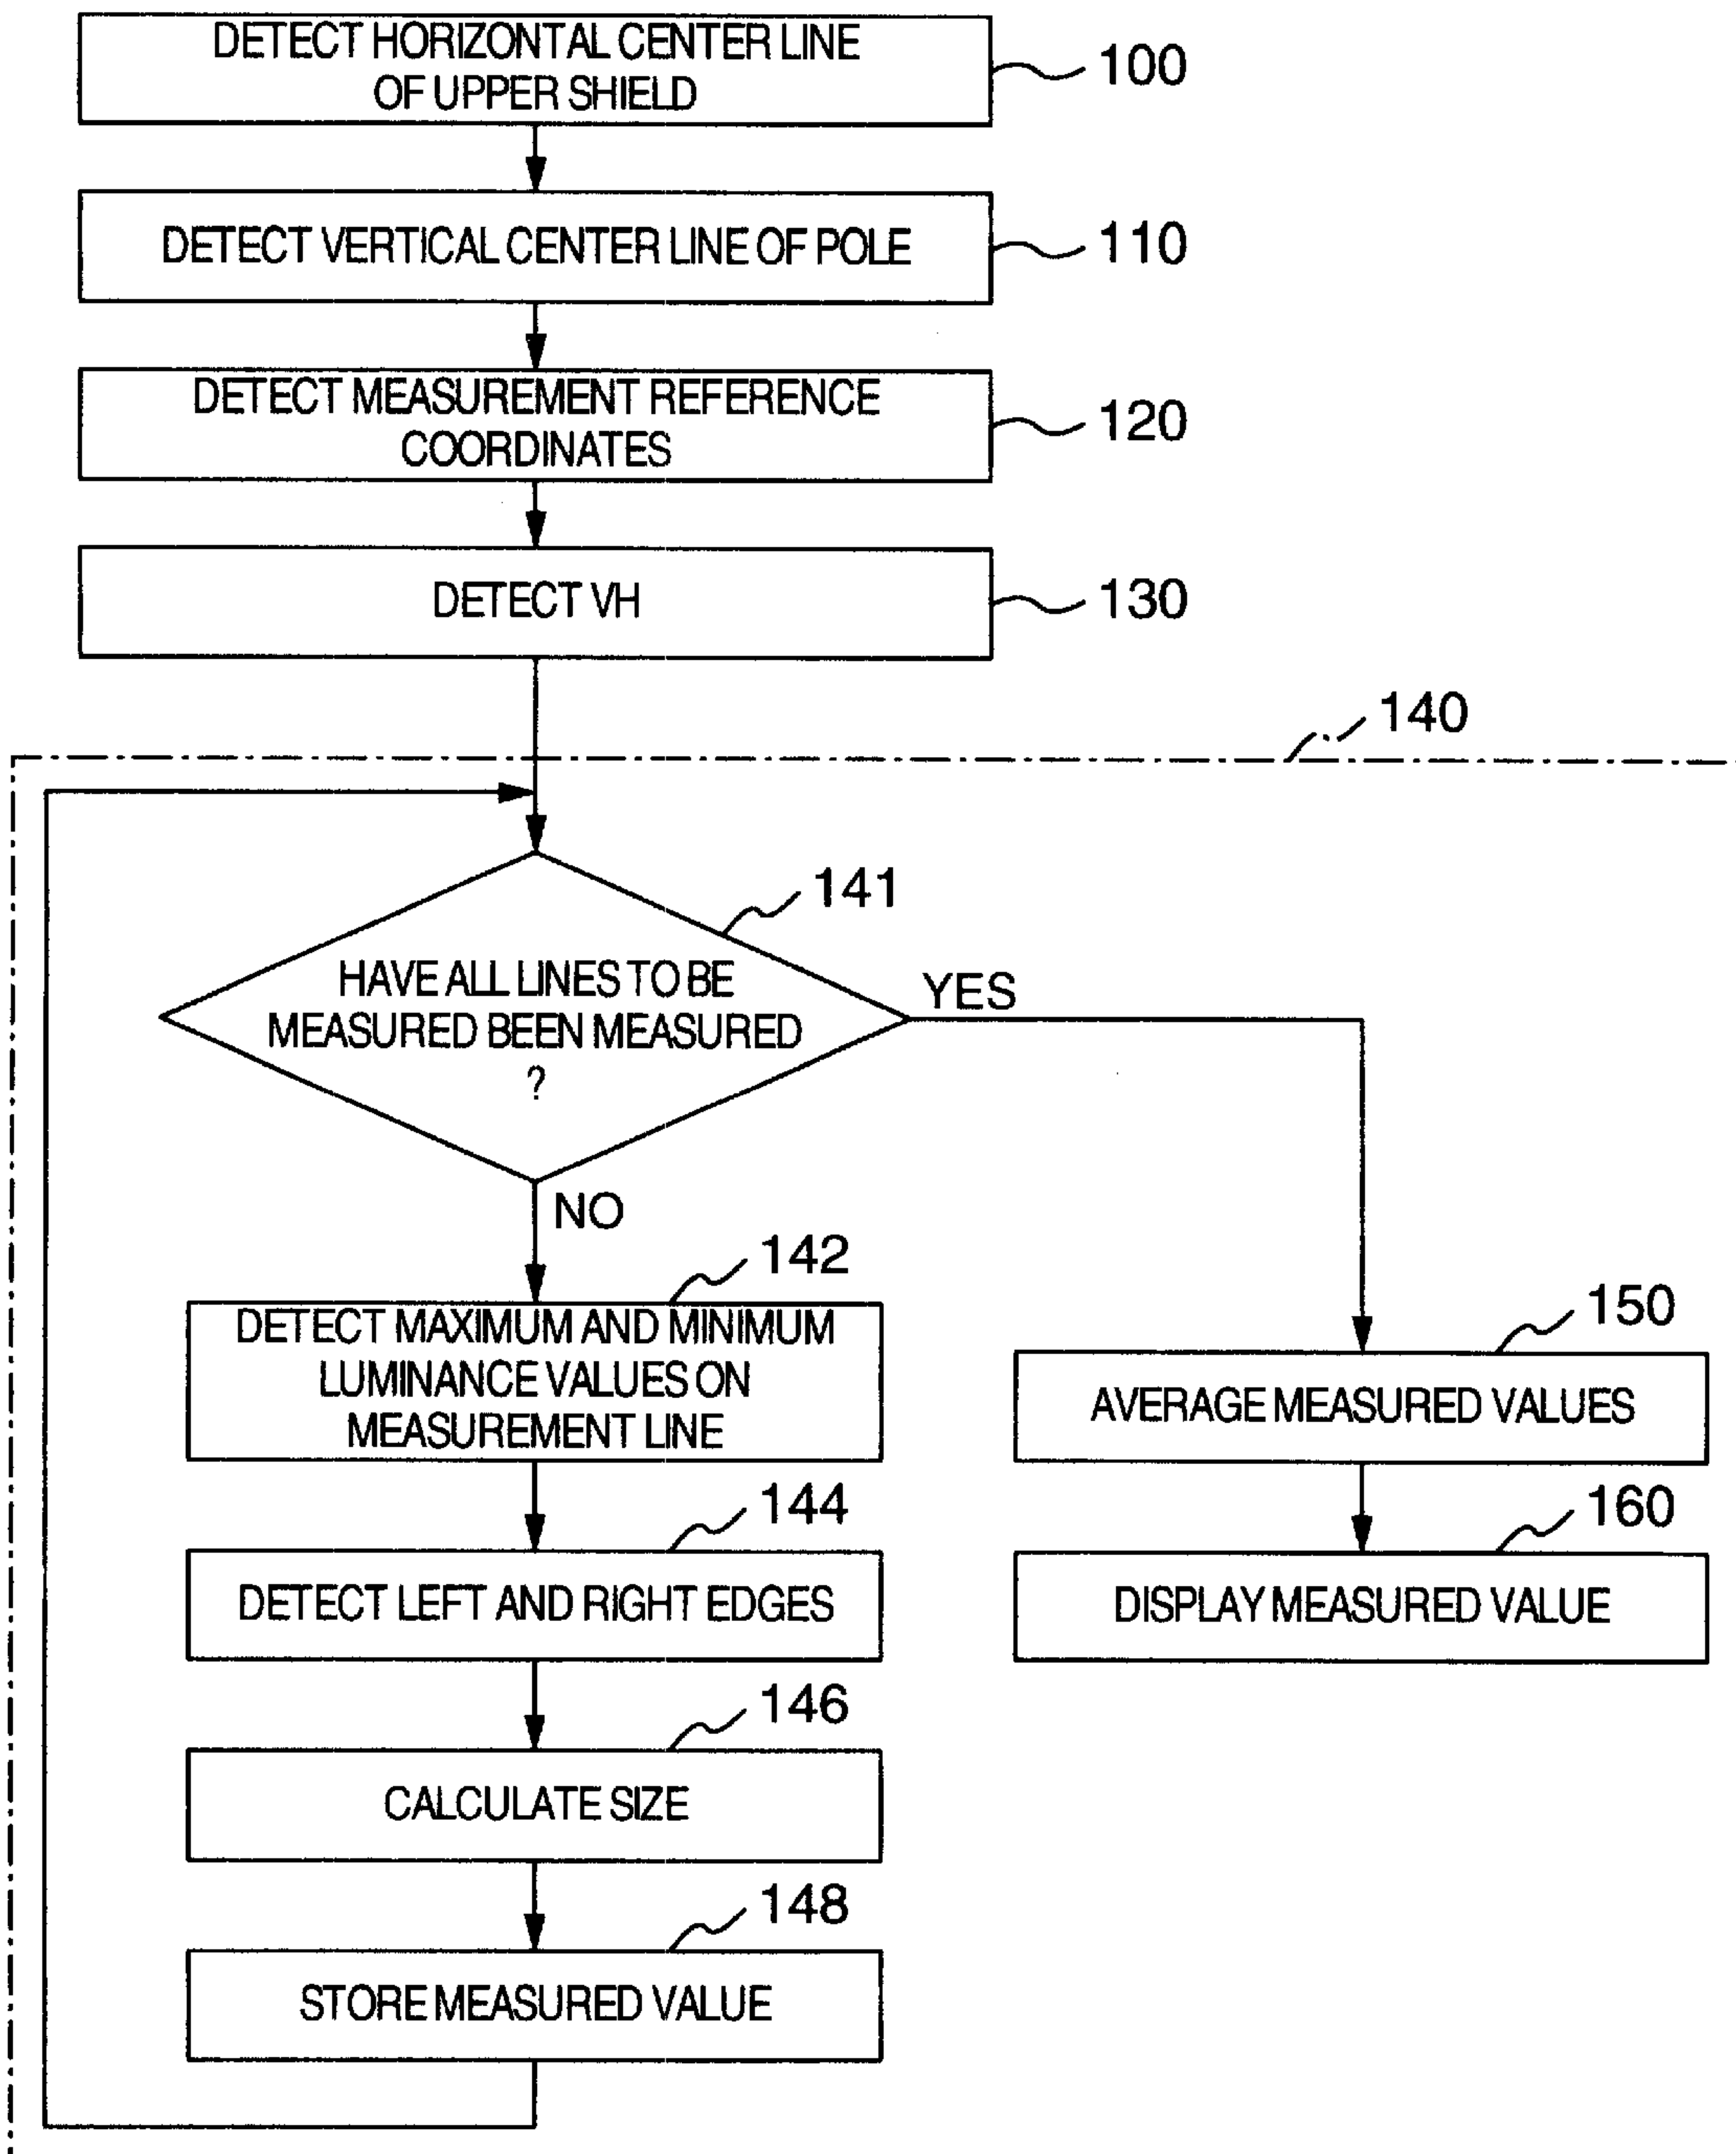 DETECT HORIZONTAL CENTER LINE
OF UPPER SHIELD
100
DETECT VERTICAL CENTER LINE OF POLE
110
DETECT MEASUREMENT REFERENCE
COORDINATES
120
DETECT VH
130
140
141
HAVE ALL LINES TO BE
MEASURED BEEN MEASURED
?
YES
NO
142
DETECT MAXIMUM AND MINIMUM
LUMINANCE VALUES ON
MEASUREMENT LINE
144
DETECT LEFT AND RIGHT EDGES
146
CALCULATE SIZE
148
STORE MEASURED VALUE
150
AVERAGE MEASURED VALUES
160
DISPLAY MEASURED VALUE